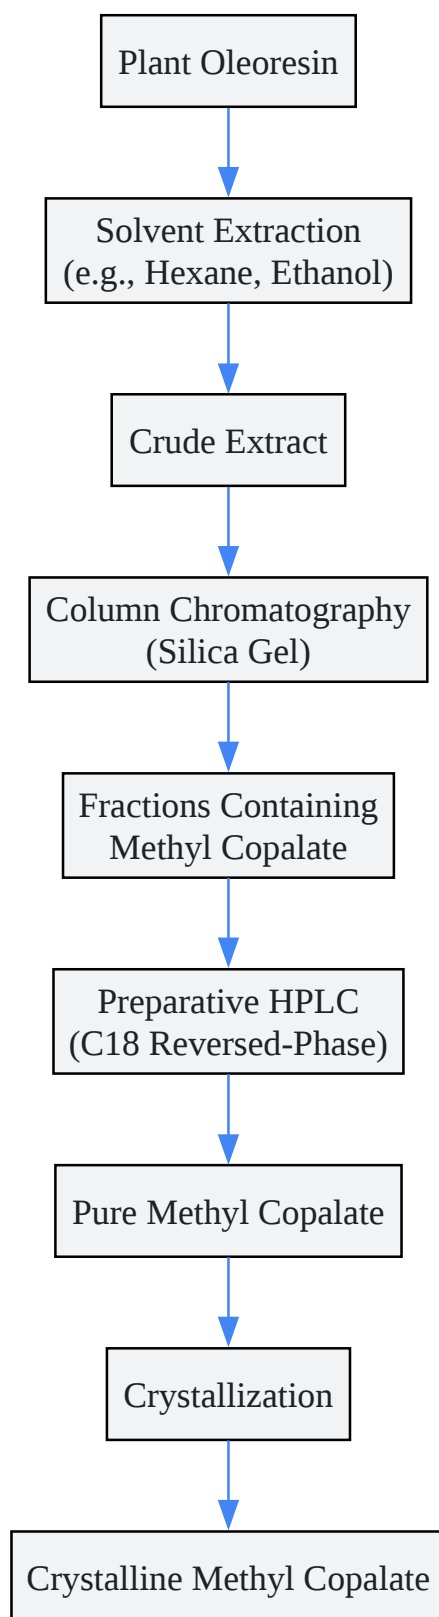 Plant Oleoresin
Solvent Extraction
(e.g., Hexane, Ethanol)
Crude Extract
Column Chromatography
(Silica Gel)
Fractions Containing
Methyl Copalate
Preparative HPLC
(C18 Reversed-Phase)
Pure Methyl Copalate
Crystallization
Crystalline Methyl Copalate